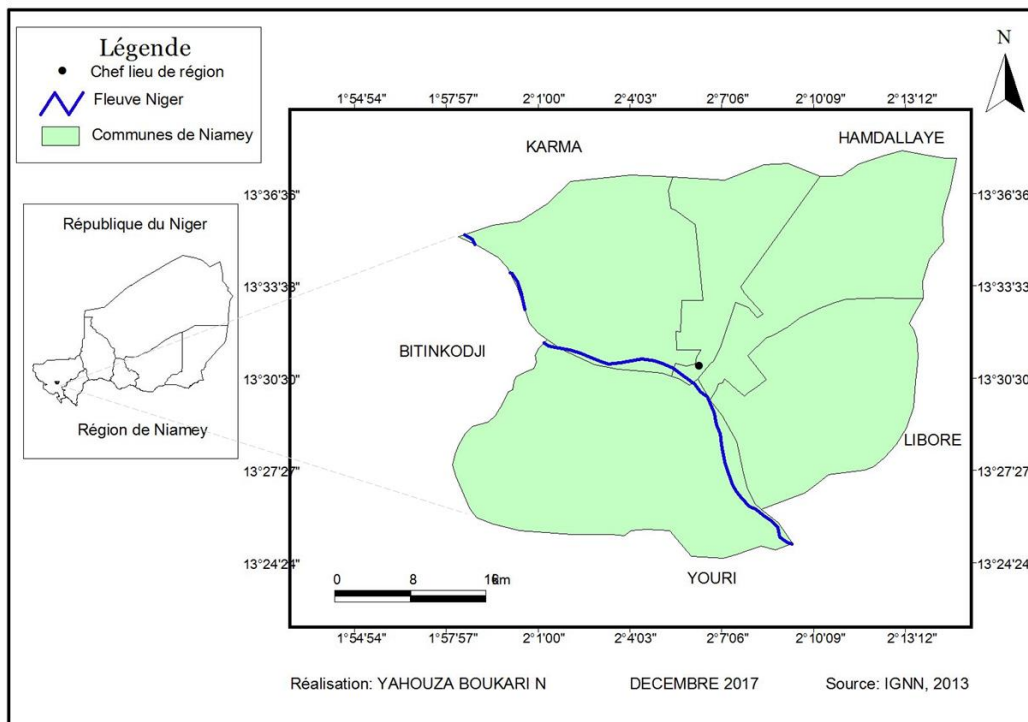 Légende
Chef lieu de région
Fleuve Niger
Communes de Niamey
République du Niger
Région de Niamey
N
1°54'54" 1°57'57" 2°1'00" 2°4'03" 2°7'06" 2°10'09" 2°13'12"
KARMA
HAMDALLAYE
13°36'36" 13°36'36"
13°33'33" 13°33'33"
BITINKODJI
13°30'30" 13°30'30"
LIBORE
13°27'27" 13°27'27"
13°24'24" 13°24'24"
YOURI
0 8 16 km
1°54'54" 1°57'57" 2°1'00" 2°4'03" 2°7'06" 2°10'09" 2°13'12"
Réalisation: YAHOUZA BOUKARI N DECEMBRE 2017 Source: IGNN, 2013